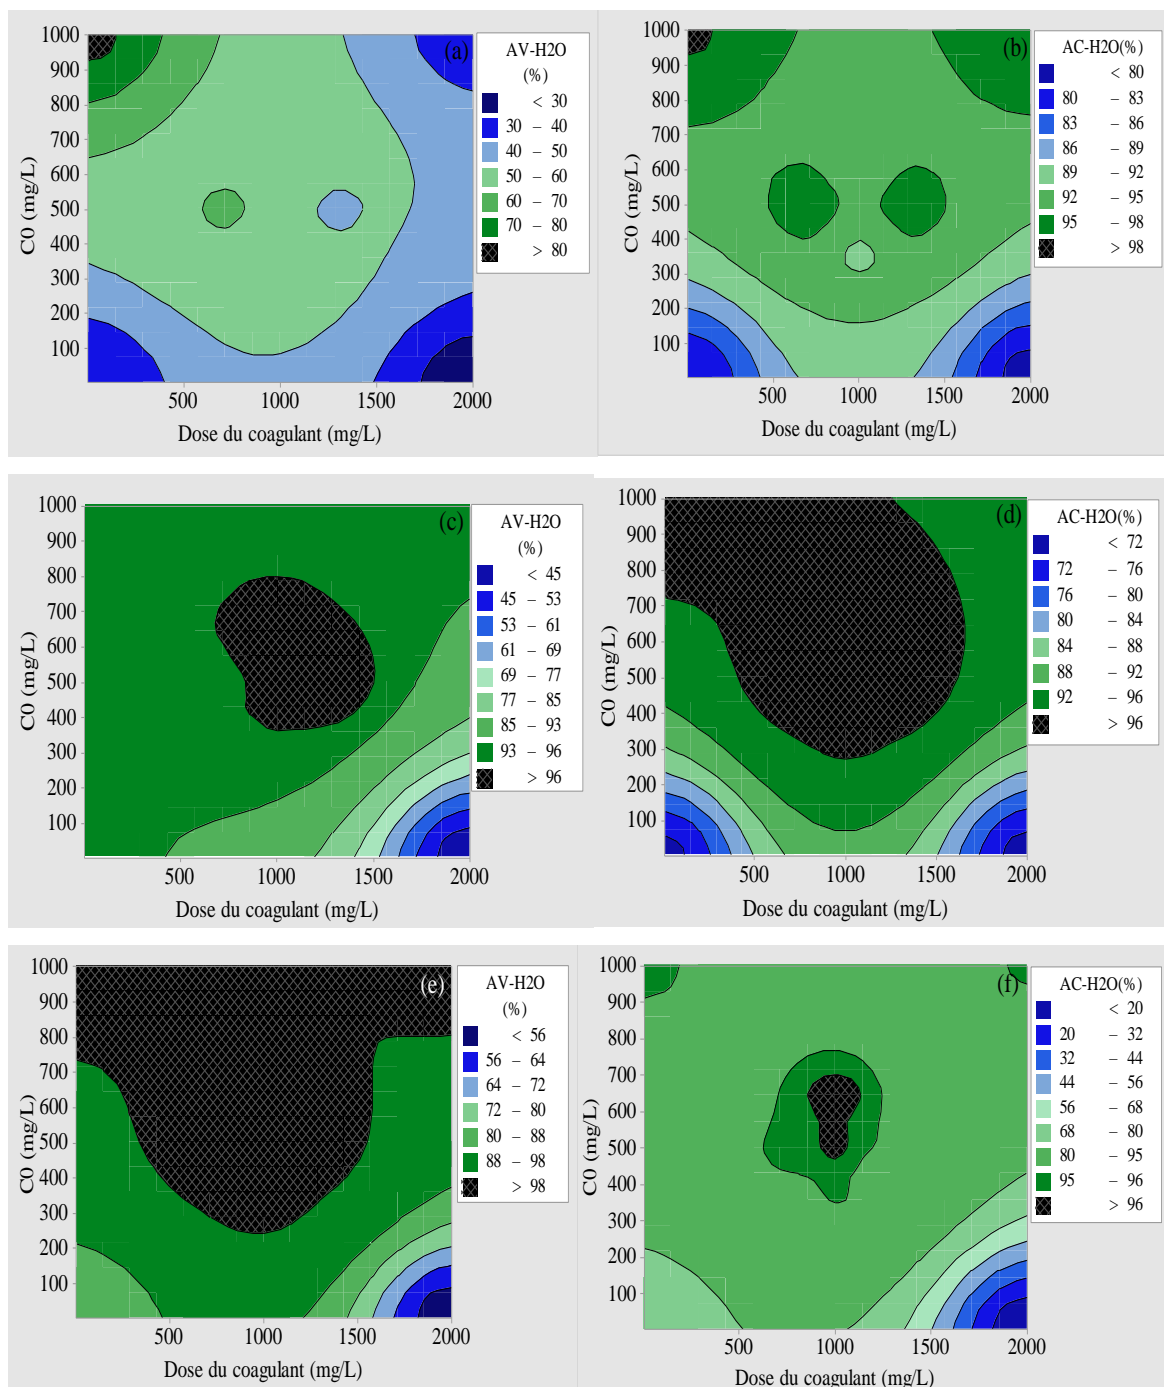 (a)
1000
900
800
700
600
500
400
300
200
100
C0 (mg/L)
500 1000 1500 2000
Dose du coagulant (mg/L)
AV-H2O
(%)
< 30
30 – 40
40 – 50
50 – 60
60 – 70
70 – 80
> 80
(b)
1000
900
800
700
600
500
400
300
200
100
C0 (mg/L)
500 1000 1500 2000
Dose du coagulant (mg/L)
AC-H2O(%)
< 80
80 – 83
83 – 86
86 – 89
89 – 92
92 – 95
95 – 98
> 98
(c)
1000
900
800
700
600
500
400
300
200
100
C0 (mg/L)
500 1000 1500 2000
Dose du coagulant (mg/L)
AV-H2O
(%)
< 45
45 – 53
53 – 61
61 – 69
69 – 77
77 – 85
85 – 93
93 – 96
> 96
(d)
1000
900
800
700
600
500
400
300
200
100
C0 (mg/L)
500 1000 1500 2000
Dose du coagulant (mg/L)
AC-H2O(%)
< 72
72 – 76
76 – 80
80 – 84
84 – 88
88 – 92
92 – 96
> 96
(e)
1000
900
800
700
600
500
400
300
200
100
C0 (mg/L)
500 1000 1500 2000
Dose du coagulant (mg/L)
AV-H2O
(%)
< 56
56 – 64
64 – 72
72 – 80
80 – 88
88 – 98
> 98
(f)
1000
900
800
700
600
500
400
300
200
100
C0 (mg/L)
500 1000 1500 2000
Dose du coagulant (mg/L)
AC-H2O(%)
< 20
20 – 32
32 – 44
44 – 56
56 – 68
68 – 80
80 – 95
95 – 96
> 96